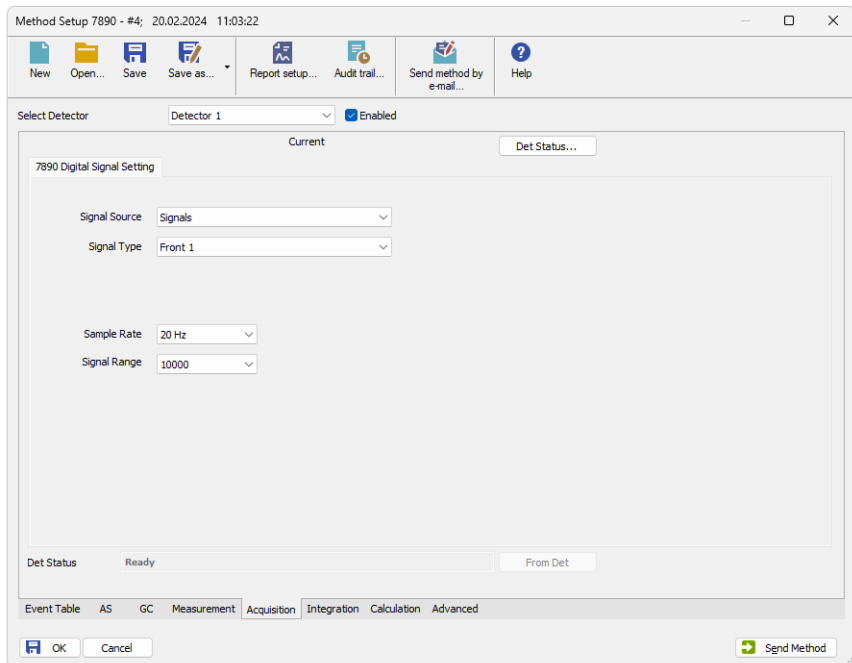 Method Setup 7890 - #4; 20.02.2024 11:03:22
New Open... Save Save as... Report setup... Audit trail... Send method by e-mail... Help
Select Detector Detector 1 Enabled
Current Det Status...
7890 Digital Signal Setting
Signal Source Signals
Signal Type Front 1
Sample Rate 20 Hz
Signal Range 10000
Det Status Ready From Det
Event Table AS GC Measurement Acquisition Integration Calculation Advanced
OK Cancel Send Method